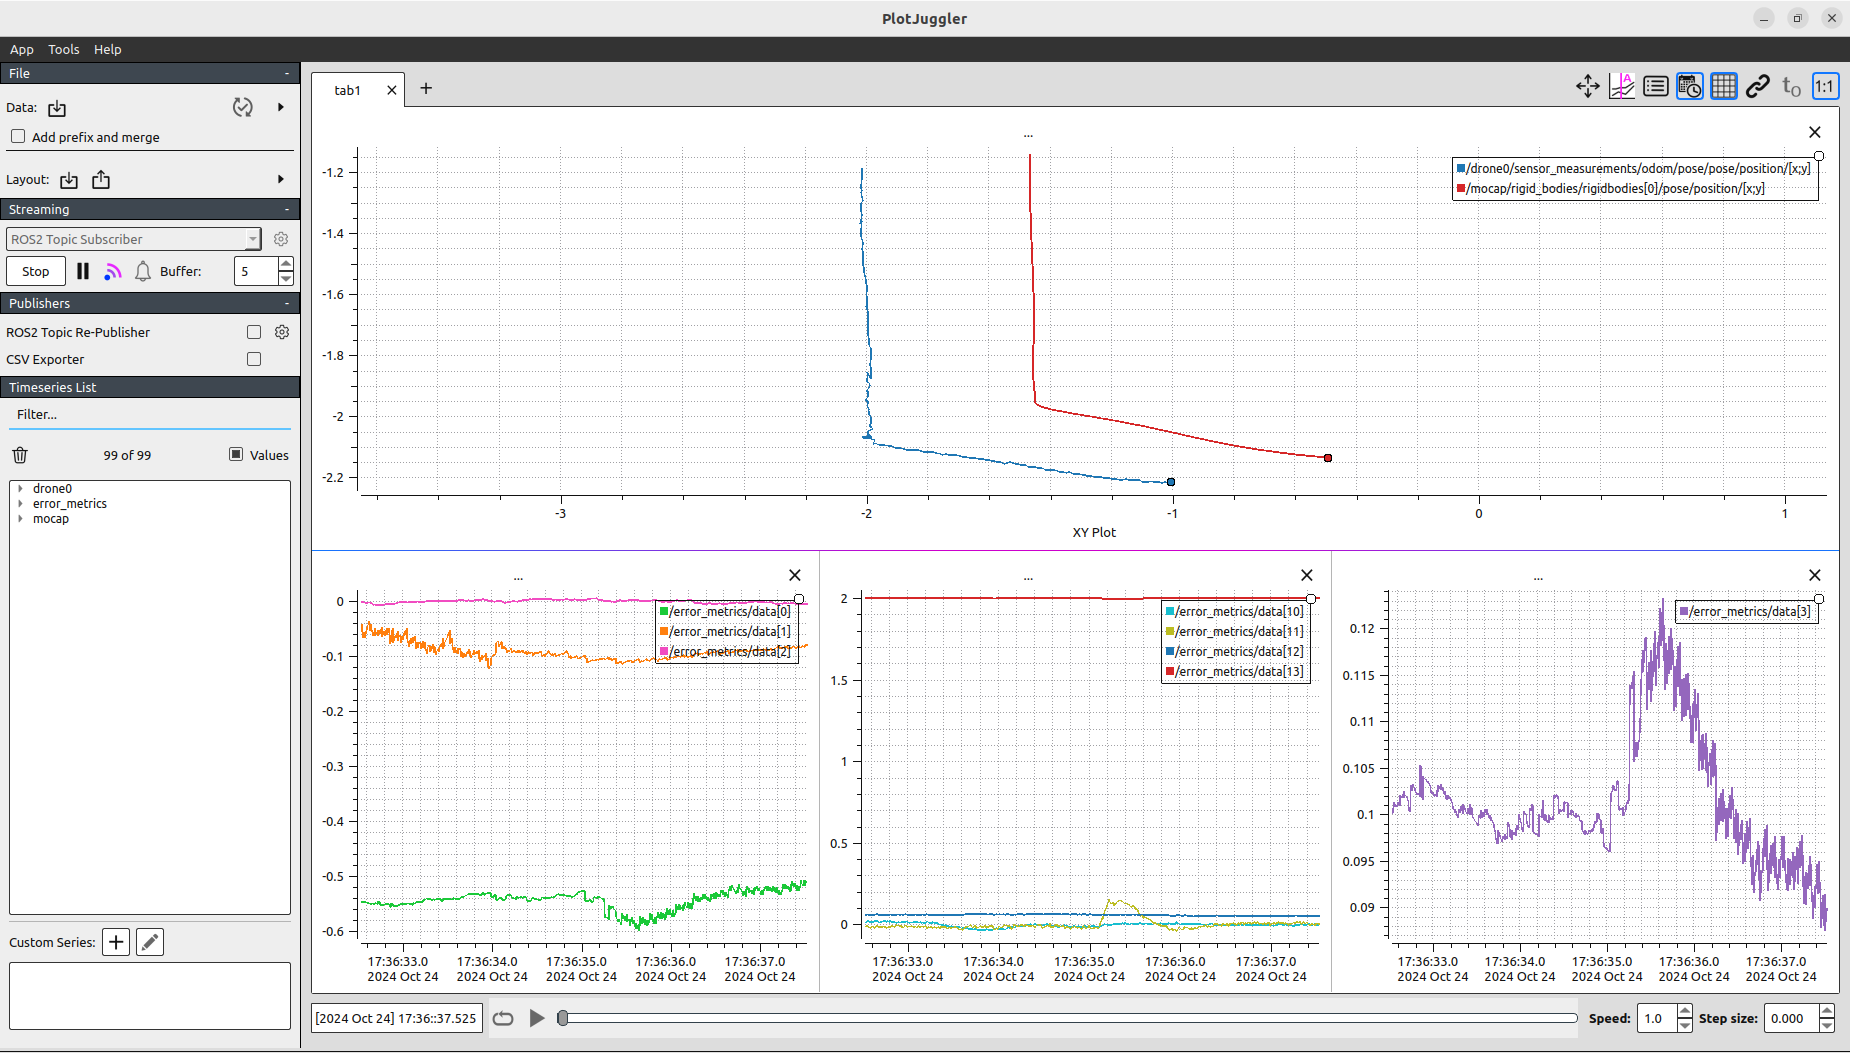 PlotJuggler
App Tools Help
File -
Data:
Add prefix and merge
Layout:
Streaming -
ROS2 Topic Subscriber
Stop Buffer: 5
Publishers -
ROS2 Topic Re-Publisher
CSV Exporter
Timeseries List
Filter...
99 of 99 Values
drone0
error_metrics
mocap
Custom Series:
tab1
A
t0 1:1
...
/drone0/sensor_measurements/odom/pose/pose/position/[x;y]
/mocap/rigid_bodies/rigidbodies[0]/pose/position/[x;y]
-1.2
-1.4
-1.6
-1.8
-2
-2.2
-3 -2 -1 0 1
XY Plot
...
/error_metrics/data[0]
/error_metrics/data[1]
/error_metrics/data[2]
0
-0.1
-0.2
-0.3
-0.4
-0.5
-0.6
17:36:33.0 17:36:34.0 17:36:35.0 17:36:36.0 17:36:37.0
2024 Oct 24 2024 Oct 24 2024 Oct 24 2024 Oct 24 2024 Oct 24
...
/error_metrics/data[10]
/error_metrics/data[11]
/error_metrics/data[12]
/error_metrics/data[13]
2
1.5
1
0.5
0
17:36:33.0 17:36:34.0 17:36:35.0 17:36:36.0 17:36:37.0
2024 Oct 24 2024 Oct 24 2024 Oct 24 2024 Oct 24 2024 Oct 24
...
/error_metrics/data[3]
0.12
0.115
0.11
0.105
0.1
0.095
0.09
17:36:33.0 17:36:34.0 17:36:35.0 17:36:36.0 17:36:37.0
2024 Oct 24 2024 Oct 24 2024 Oct 24 2024 Oct 24 2024 Oct 24
[2024 Oct 24] 17:36::37.525
Speed: 1.0 Step size: 0.000